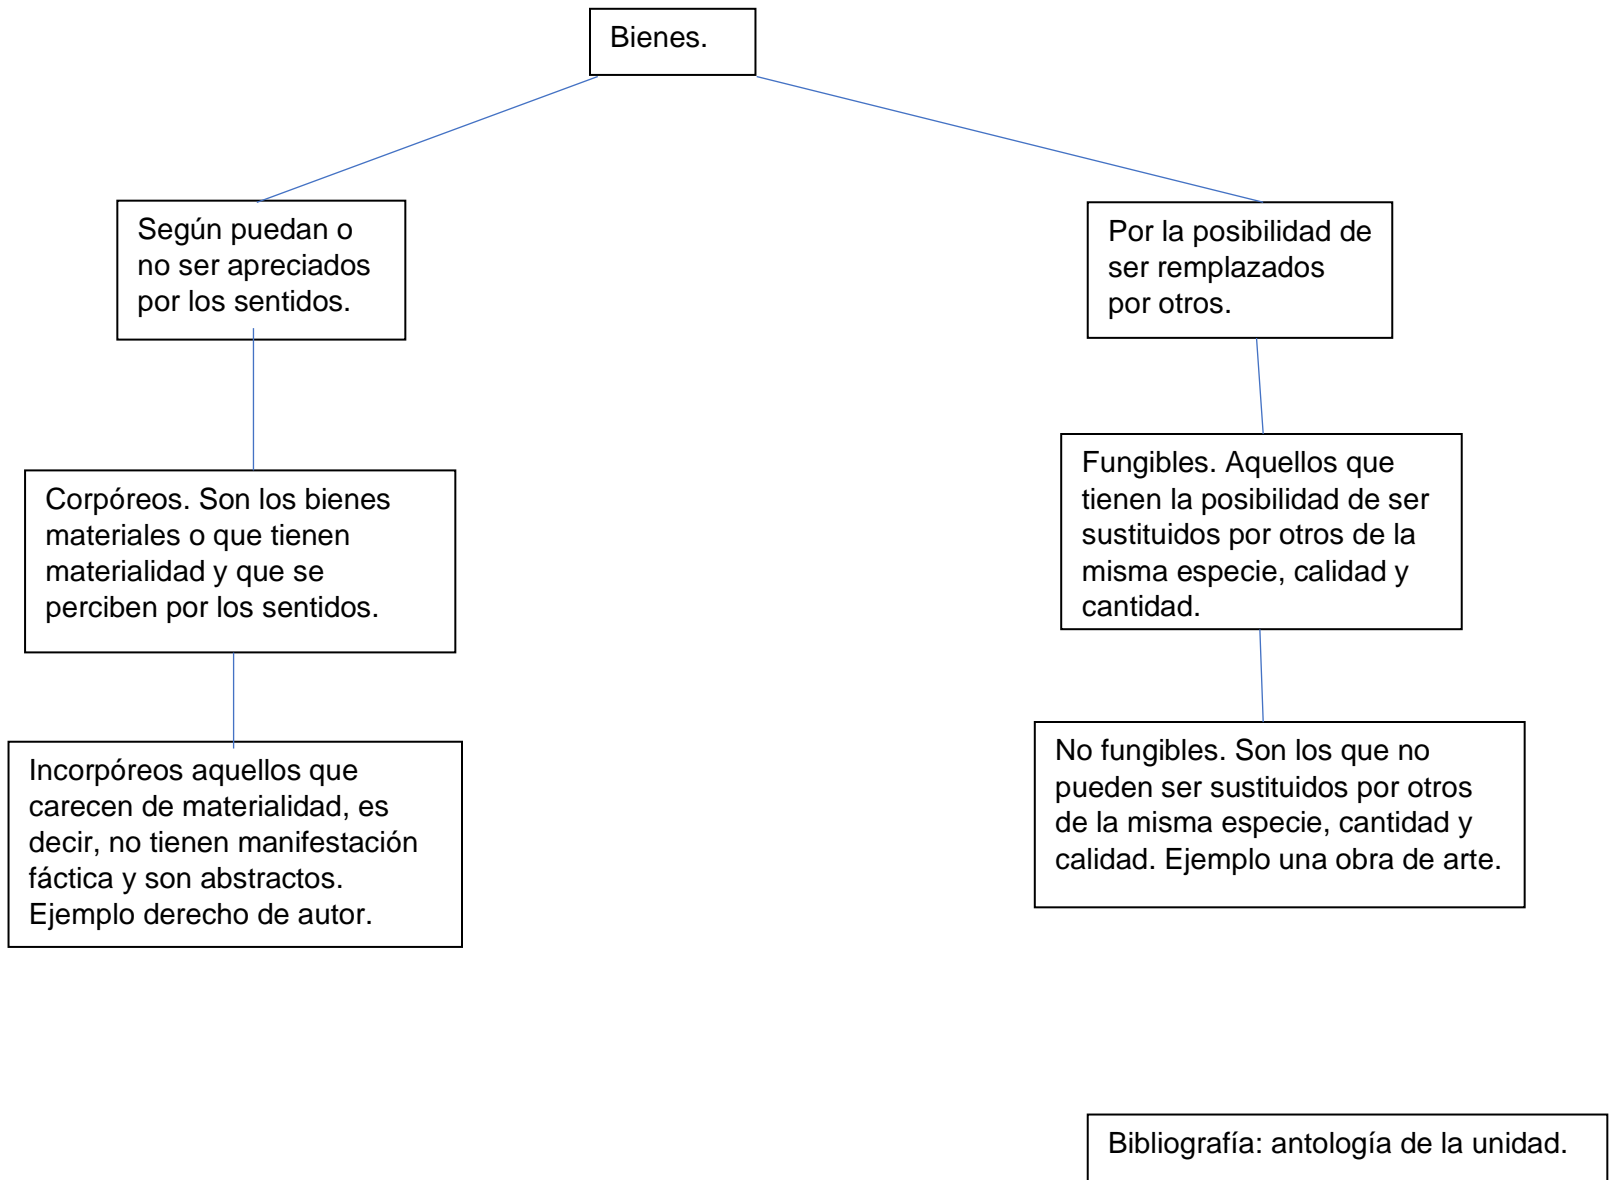 Bienes.
Según puedan o
no ser apreciados
por los sentidos.
Por la posibilidad de
ser remplazados
por otros.
Corpóreos. Son los bienes
materiales o que tienen
materialidad y que se
perciben por los sentidos.
Fungibles. Aquellos que
tienen la posibilidad de ser
sustituidos por otros de la
misma especie, calidad y
cantidad.
Incorpóreos aquellos que
carecen de materialidad, es
decir, no tienen manifestación
fáctica y son abstractos.
Ejemplo derecho de autor.
No fungibles. Son los que no
pueden ser sustituidos por otros
de la misma especie, cantidad y
calidad. Ejemplo una obra de arte.
Bibliografía: antología de la unidad.